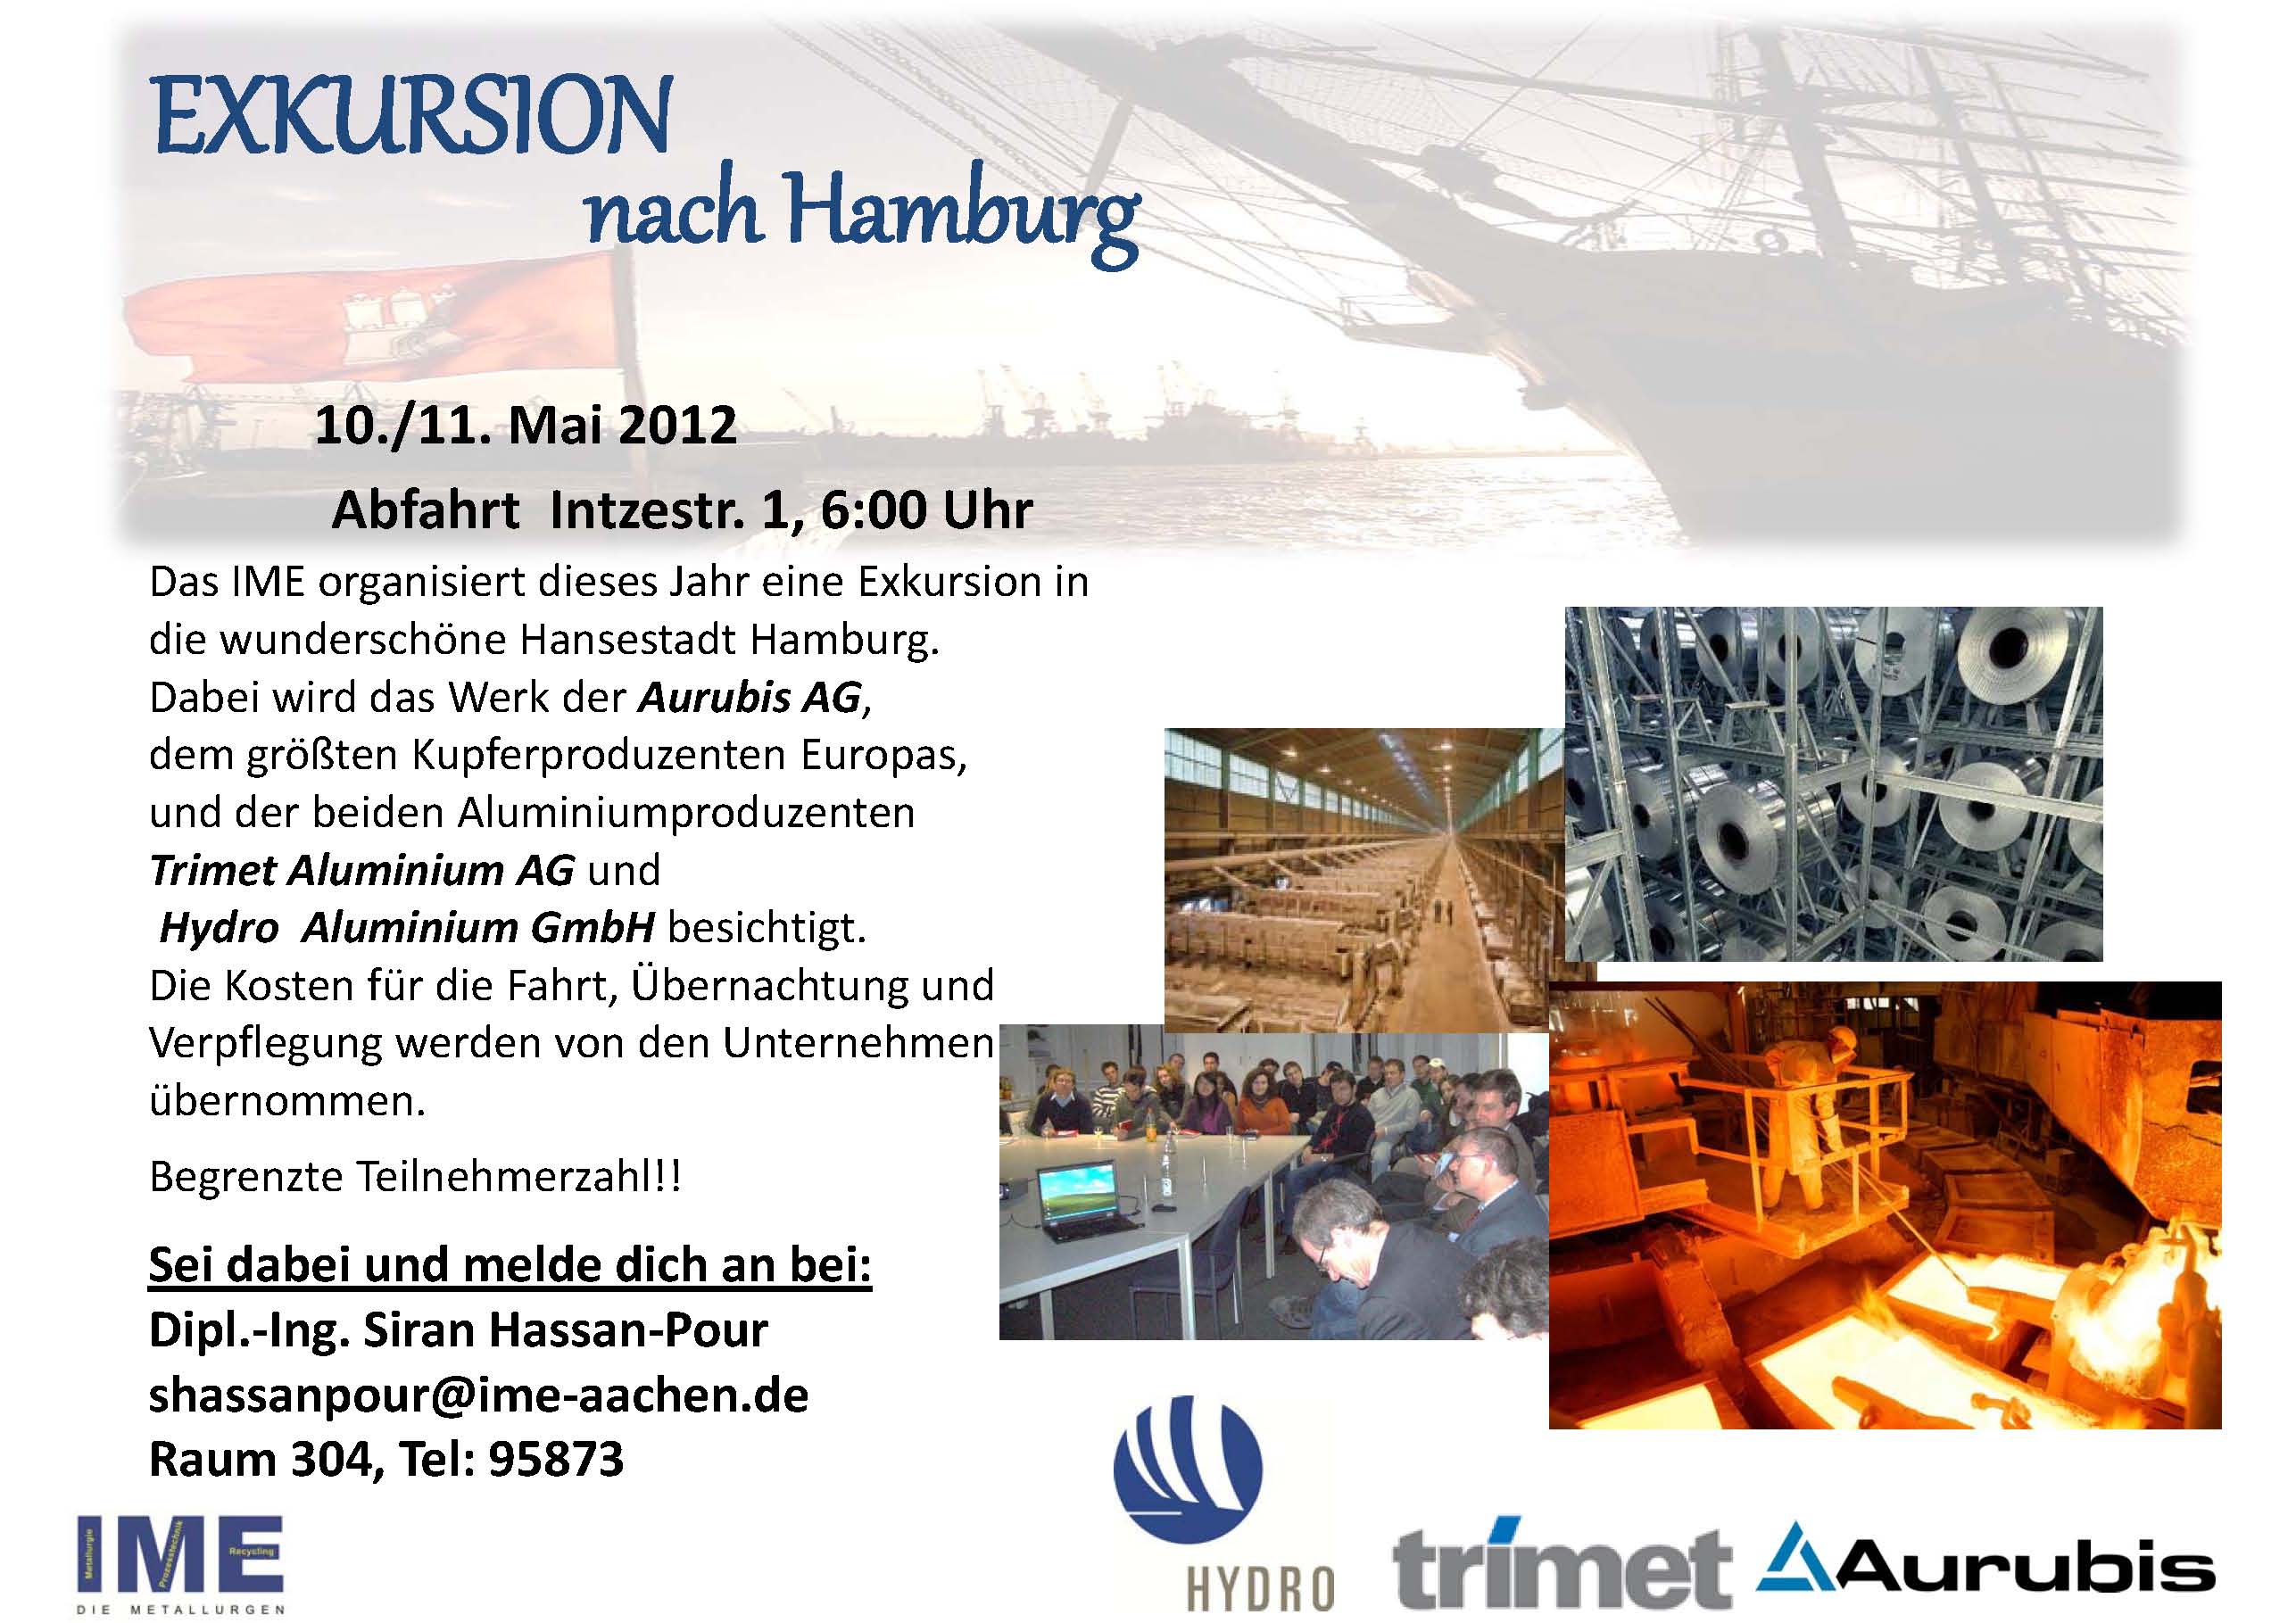 EXKURSION
nach Hamburg
10./11. Mai 2012
Abfahrt  Intzestr. 1, 6:00 Uhr
Das IME organisiert dieses Jahr eine Exkursion in
die wunderschöne Hansestadt Hamburg.
Dabei wird das Werk der Aurubis AG,
dem größten Kupferproduzenten Europas,
und der beiden Aluminiumproduzenten
Trimet Aluminium AG und
Hydro  Aluminium GmbH besichtigt.
Die Kosten für die Fahrt, Übernachtung und
Verpflegung werden von den Unternehmen
übernommen.
Begrenzte Teilnehmerzahl!!
Sei dabei und melde dich an bei:
Dipl.-Ing. Siran Hassan-Pour
shassanpour@ime-aachen.de
Raum 304, Tel: 95873
IME
Metallurgie
Prozesstechnik
Recycling
DIE METALLURGEN
HYDRO
trimet
Aurubis